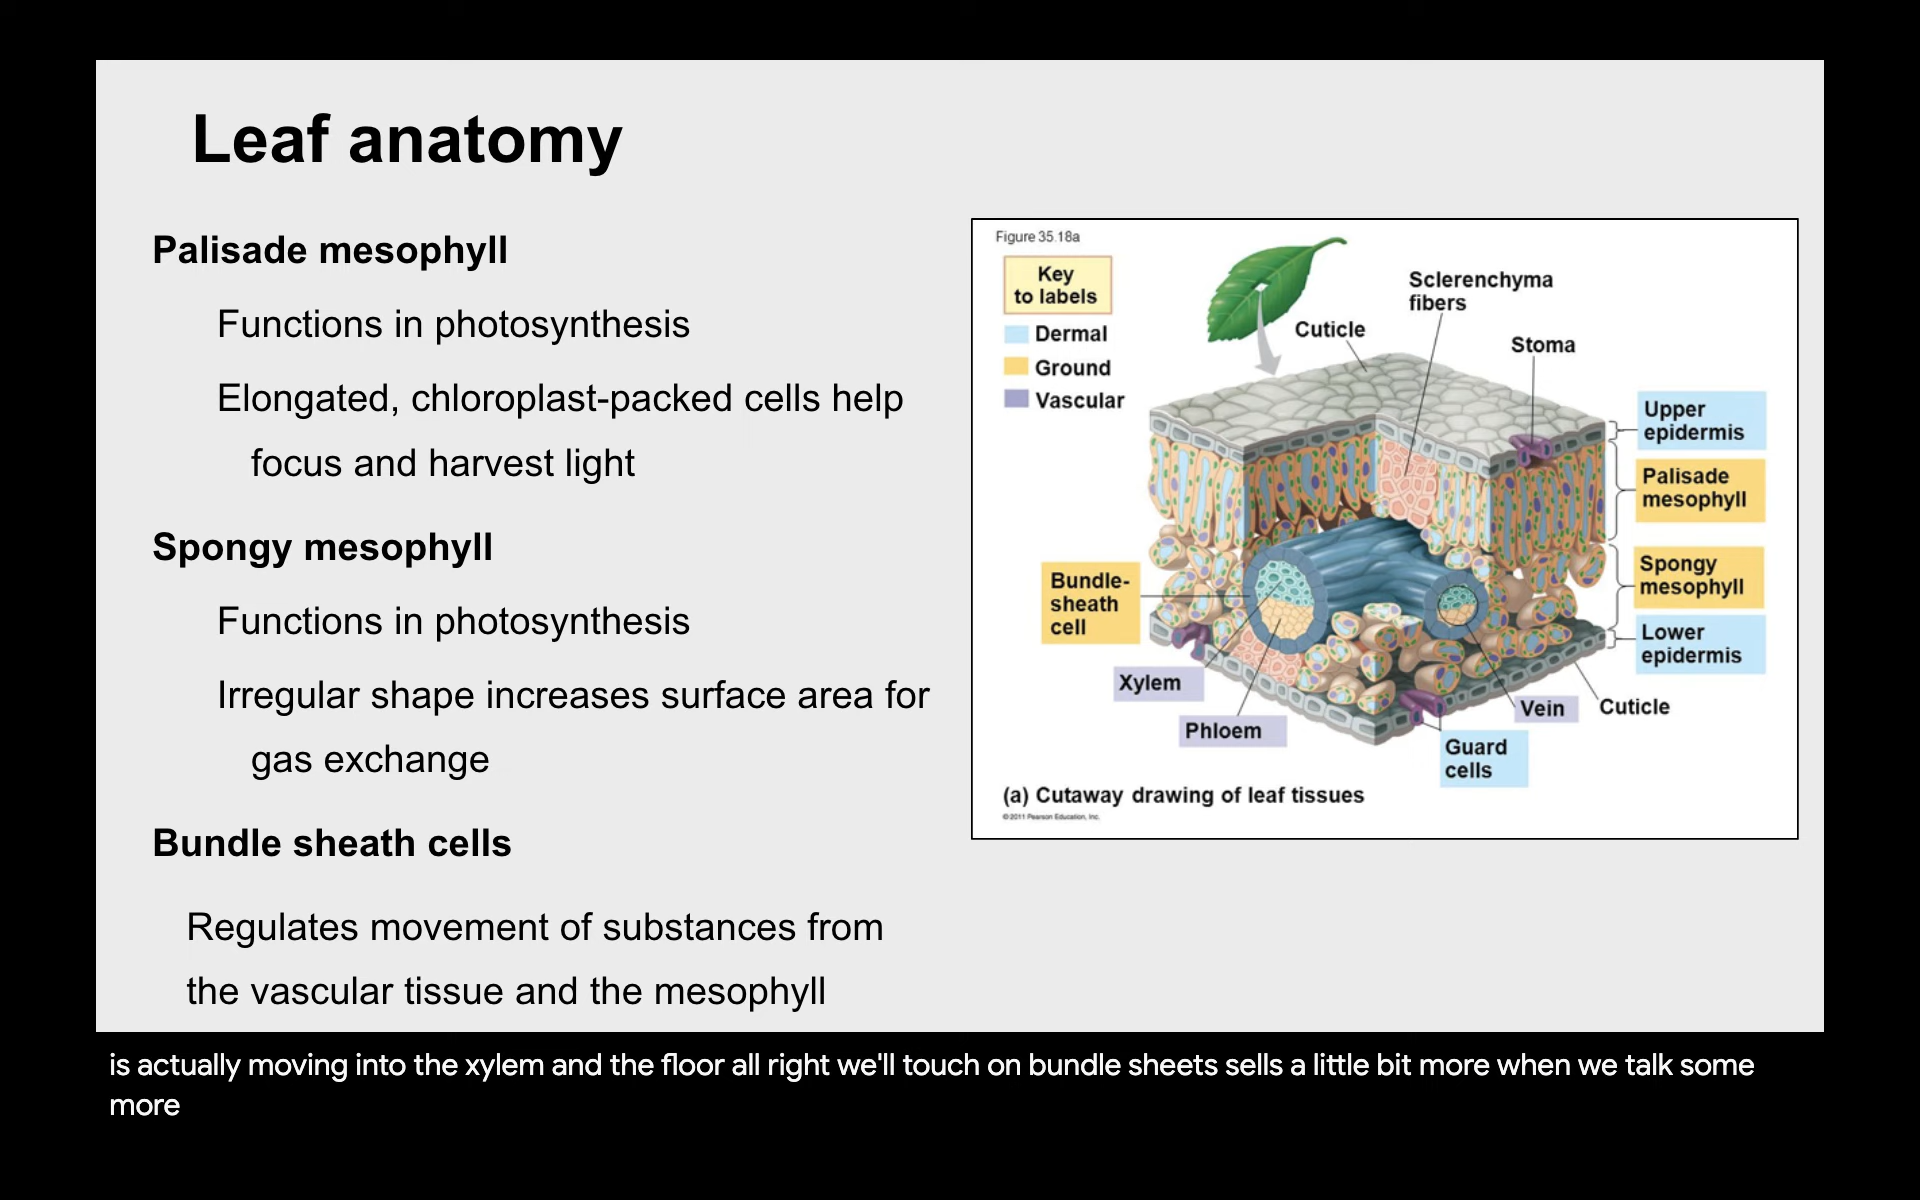 Leaf anatomy
Palisade mesophyll
Functions in photosynthesis
Elongated, chloroplast-packed cells help
focus and harvest light
Spongy mesophyll
Functions in photosynthesis
Irregular shape increases surface area for
gas exchange
Bundle sheath cells
Regulates movement of substances from
the vascular tissue and the mesophyll
Figure 35.18a
Key
to labels
Dermal
Ground
Vascular
Cuticle
Sclerenchyma
fibers
Stoma
Upper
epidermis
Palisade
mesophyll
Spongy
mesophyll
Lower
epidermis
Bundle-
sheath
cell
Xylem
Phloem
Vein
Cuticle
Guard
cells
(a) Cutaway drawing of leaf tissues
© 2011 Pearson Education, Inc.
is actually moving into the xylem and the floor all right we'll touch on bundle sheets sells a little bit more when we talk some
more